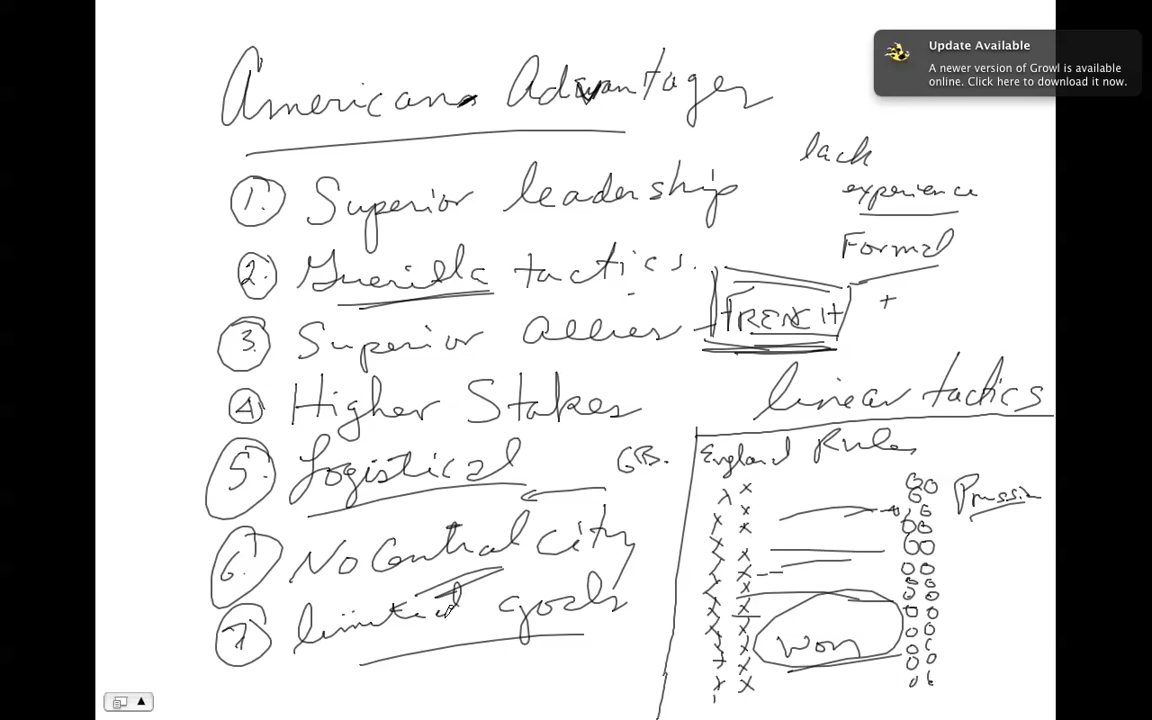 Update Available
A newer version of Growl is available
online. Click here to download it now.
American Advantages
lack
experience
Formal
+
1. Superior leadership
2. Guerilla tactics.
3. Superior Allies - FRENCH
4 Higher Stakes
5. Logistical
GB.
6. No Central city
7 limited goals
linear tactics
England Rules
Prussia
won